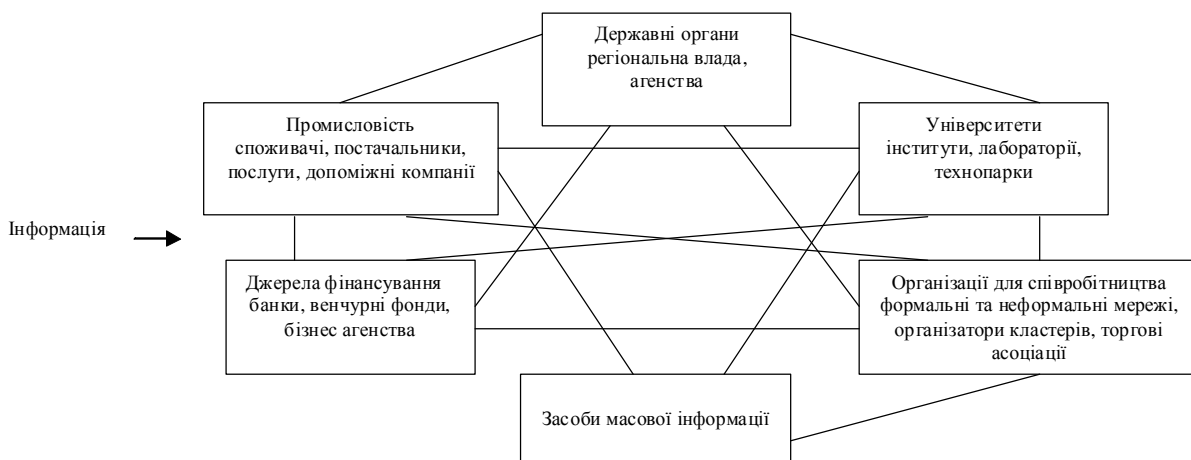 Державні органи
регіональна влада,
агенства
Промисловість
споживачі, постачальники,
послуги, допоміжні компанії
Університети
інститути, лабораторії,
технопарки
Інформація
Джерела фінансування
банки, венчурні фонди,
бізнес агенства
Організації для співробітництва
формальні та неформальні мережі,
організатори кластерів, торгові
асоціації
Засоби масової інформації